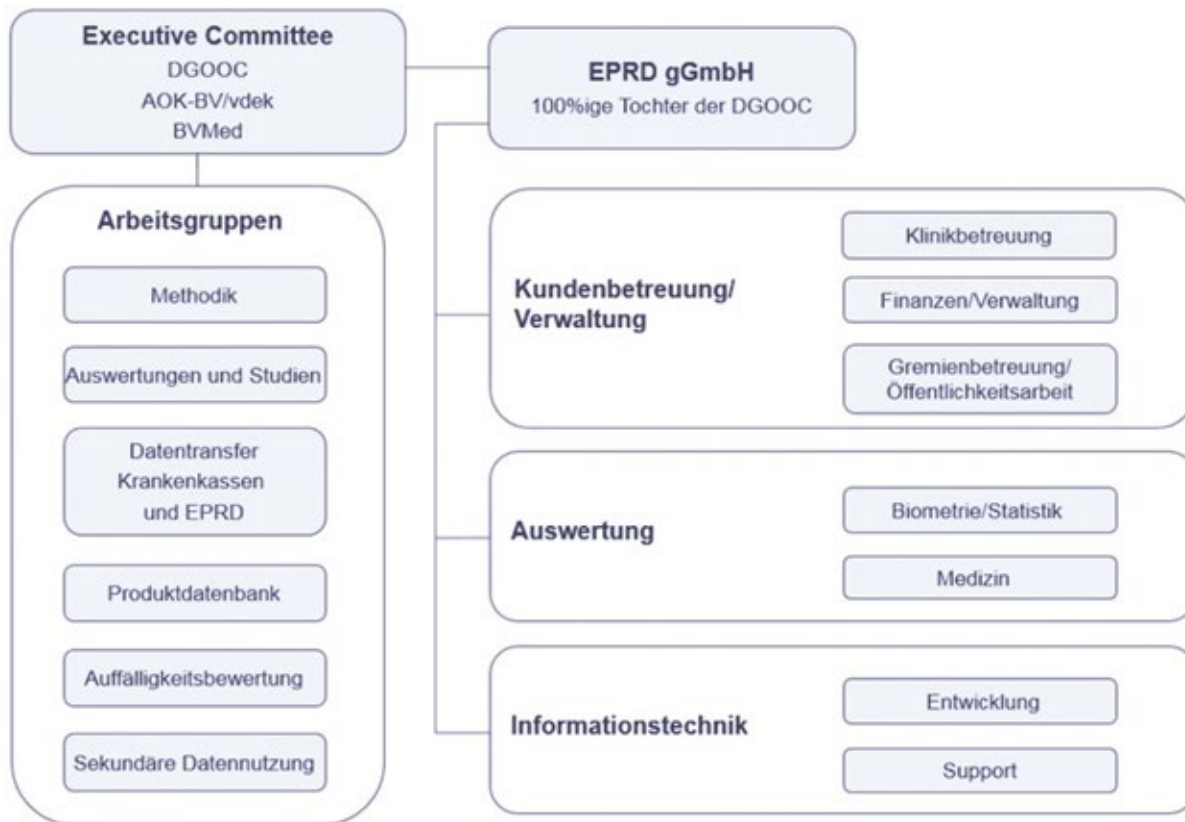 Executive Committee
DGOOC
AOK-BV/vdek
BVMed
EPRD gGmbH
100%ige Tochter der DGOOC
Arbeitsgruppen
Methodik
Auswertungen und Studien
Datentransfer
Krankenkassen
und EPRD
Produktdatenbank
Auffälligkeitsbewertung
Sekundäre Datennutzung
Kundenbetreuung/
Verwaltung
Klinikbetreuung
Finanzen/Verwaltung
Gremienbetreuung/
Öffentlichkeitsarbeit
Auswertung
Biometrie/Statistik
Medizin
Informationstechnik
Entwicklung
Support